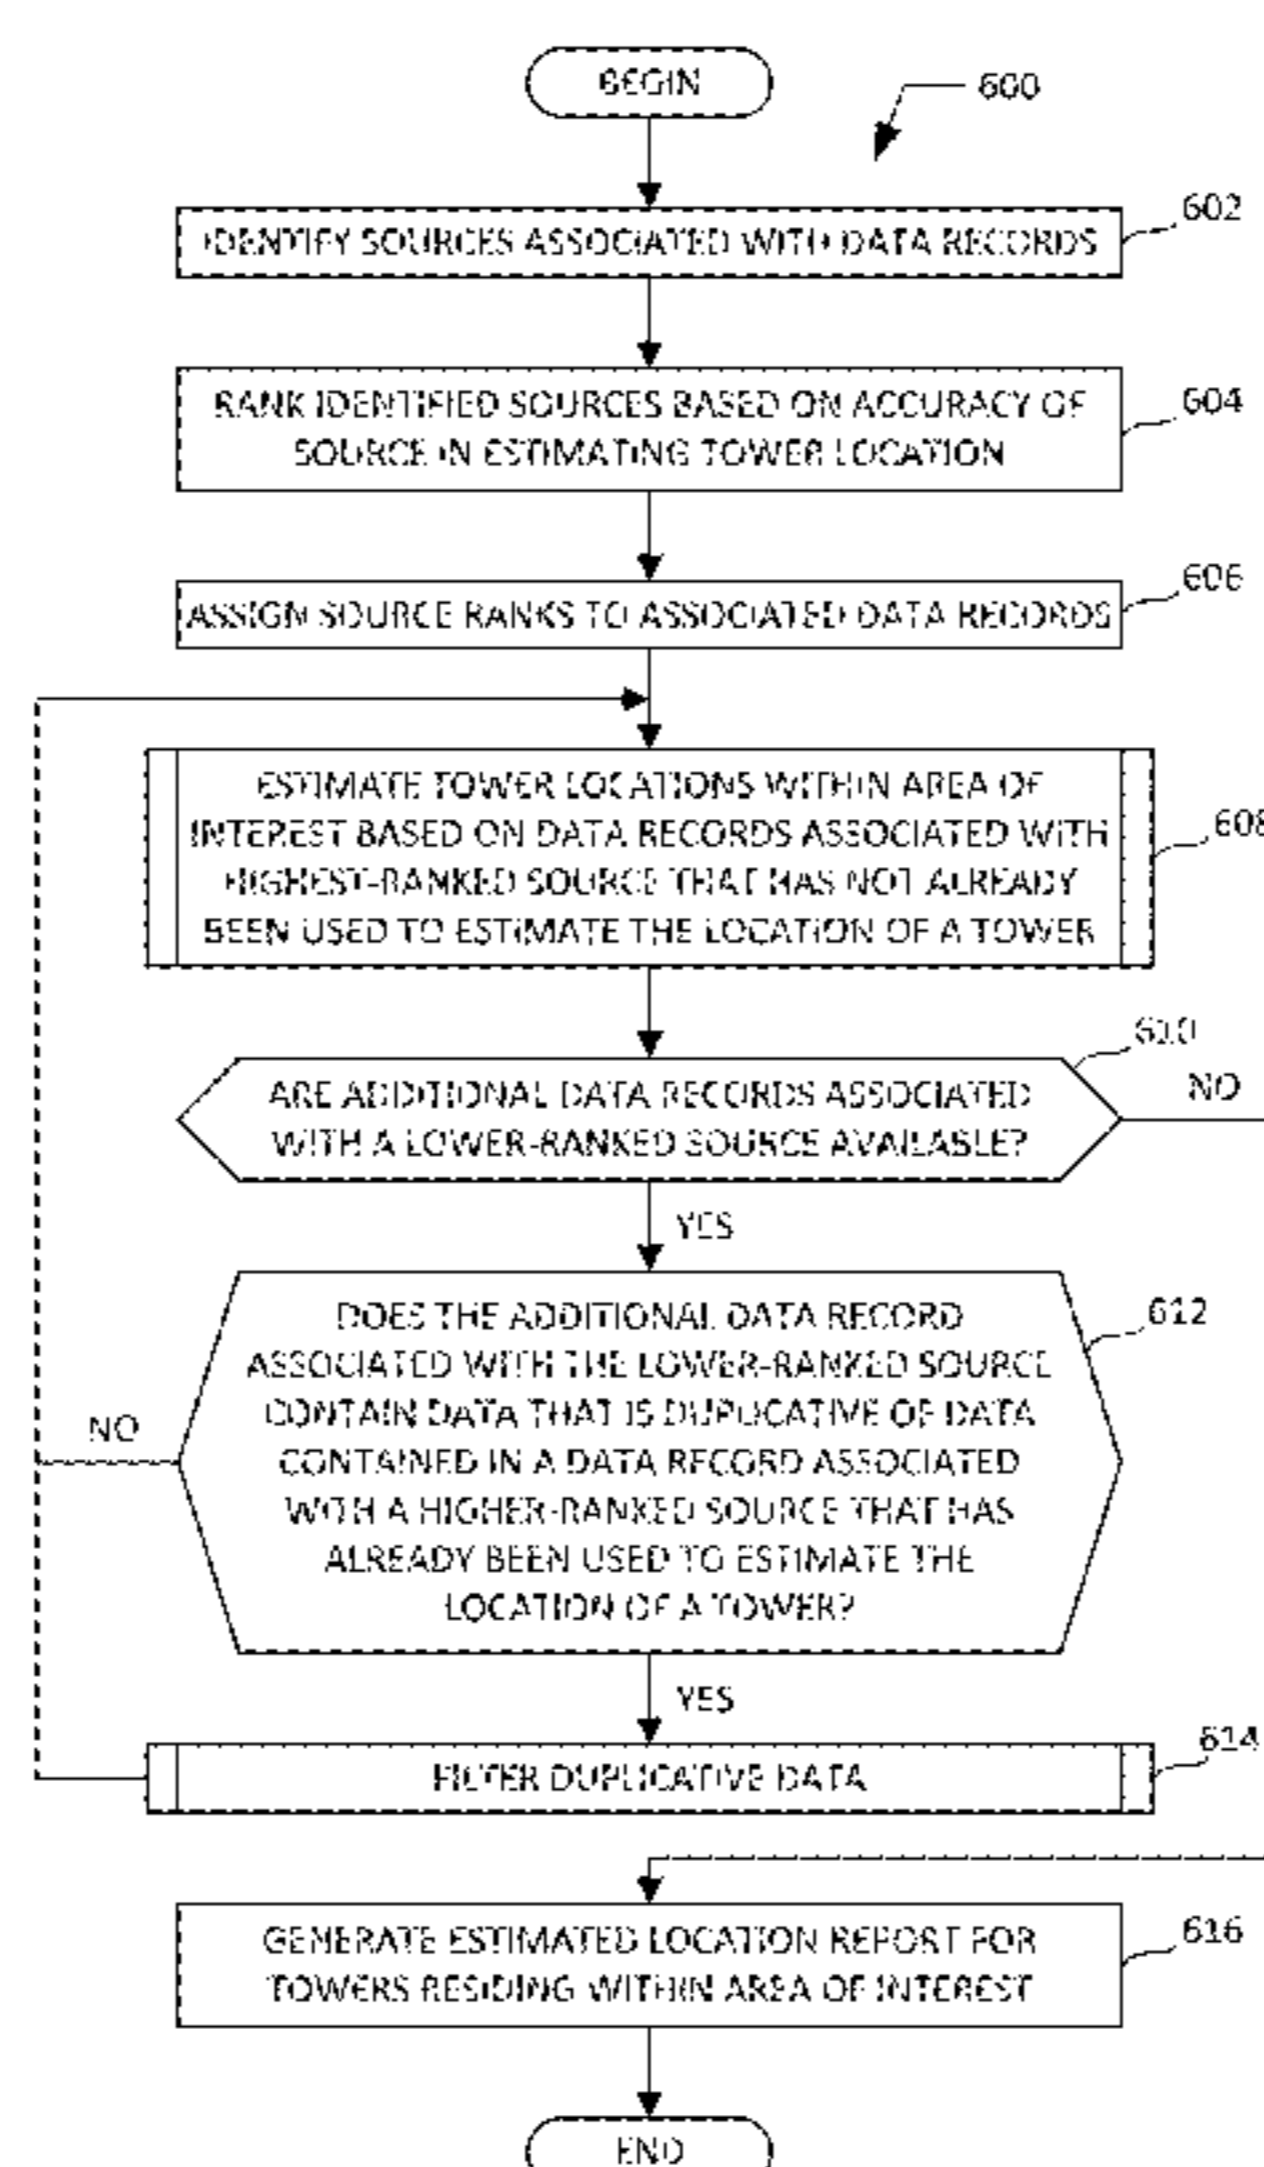 BEGIN
600
602
IDENTIFY SOURCES ASSOCIATED WITH DATA RECORDS
604
RANK IDENTIFIED SOURCES BASED ON ACCURACY OF
SOURCE IN ESTIMATING TOWER LOCATION
606
ASSIGN SOURCE RANKS TO ASSOCIATED DATA RECORDS
ESTIMATE TOWER LOCATIONS WITHIN AREA OF
INTEREST BASED ON DATA RECORDS ASSOCIATED WITH
HIGHEST-RANKED SOURCE THAT HAS NOT ALREADY
BEEN USED TO ESTIMATE THE LOCATION OF A TOWER
608
610
NO
ARE ADDITIONAL DATA RECORDS ASSOCIATED
WITH A LOWER-RANKED SOURCE AVAILABLE?
YES
612
DOES THE ADDITIONAL DATA RECORD
ASSOCIATED WITH THE LOWER-RANKED SOURCE
CONTAIN DATA THAT IS DUPLICATIVE OF DATA
CONTAINED IN A DATA RECORD ASSOCIATED
WITH A HIGHER-RANKED SOURCE THAT HAS
ALREADY BEEN USED TO ESTIMATE THE
LOCATION OF A TOWER?
NO
YES
614
FILTER DUPLICATIVE DATA
616
GENERATE ESTIMATED LOCATION REPORT FOR
TOWERS RESIDING WITHIN AREA OF INTEREST
END